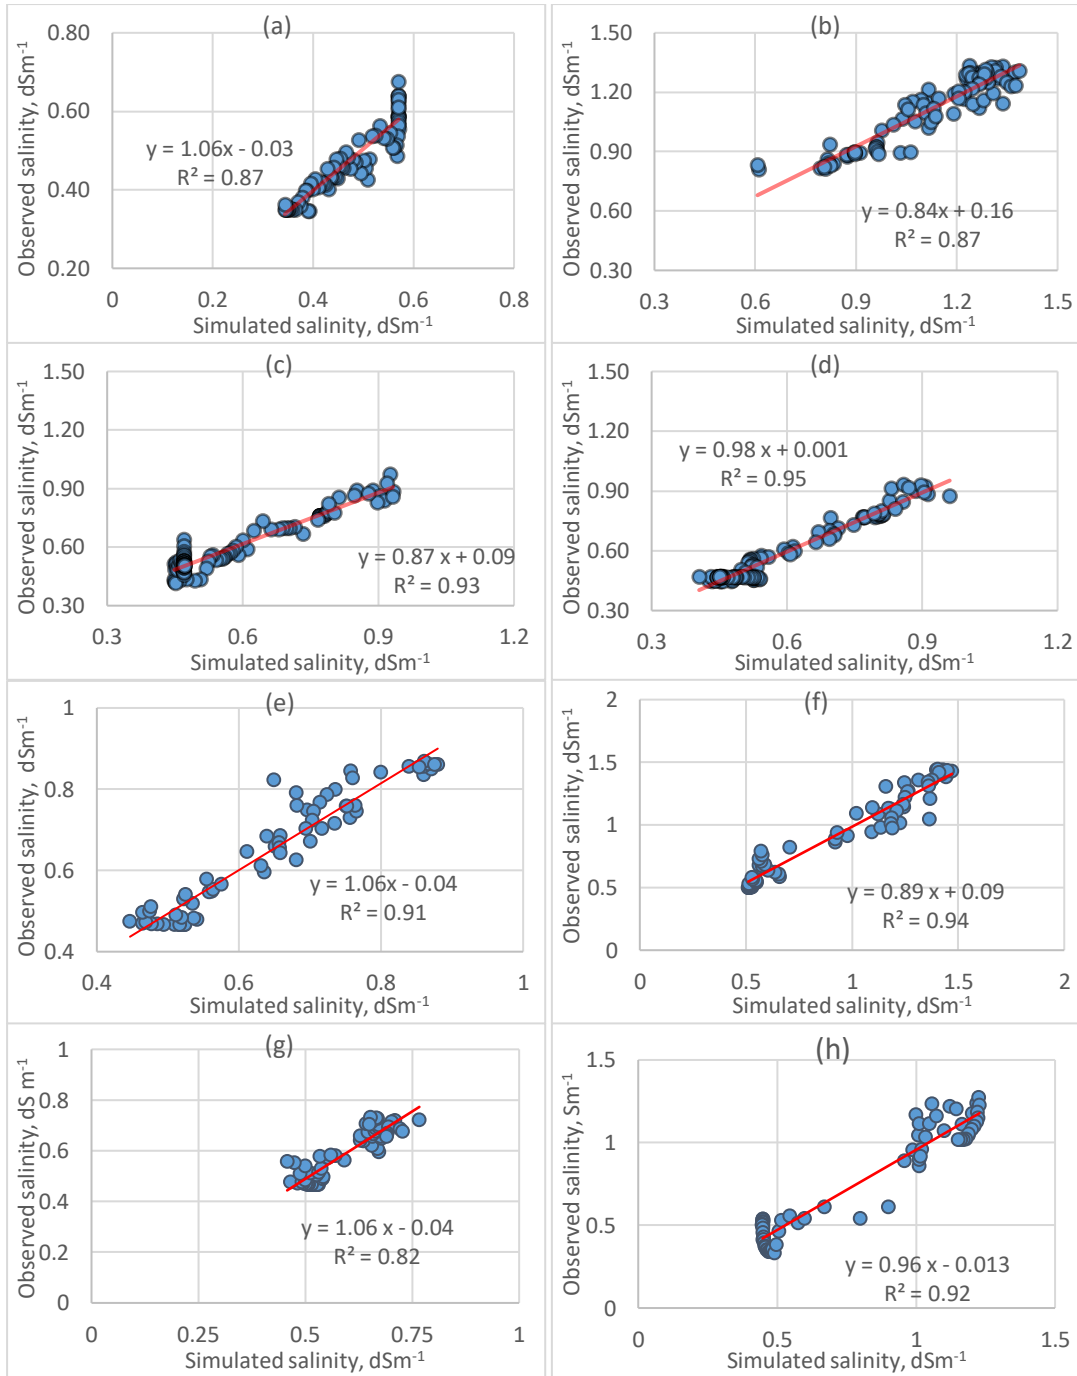 (a)
Observed salinity, dSm⁻¹
0.80
0.60
0.40
0.20
y = 1.06x - 0.03
R² = 0.87
0
0.2
0.4
0.6
0.8
Simulated salinity, dSm⁻¹
(b)
Observed salinity, dSm⁻¹
1.50
1.20
0.90
0.60
0.30
y = 0.84x + 0.16
R² = 0.87
0.3
0.6
0.9
1.2
1.5
Simulated salinity, dSm⁻¹
(c)
Observed salinity, dSm⁻¹
1.50
1.20
0.90
0.60
0.30
y = 0.87 x + 0.09
R² = 0.93
0.3
0.6
0.9
1.2
Simulated salinity, dSm⁻¹
(d)
Observed salinity, dSm⁻¹
1.50
1.20
0.90
0.60
0.30
y = 0.98 x + 0.001
R² = 0.95
0.3
0.6
0.9
1.2
Simulated salinity, dSm⁻¹
(e)
Observed salinity, dSm⁻¹
1
0.8
0.6
0.4
y = 1.06x - 0.04
R² = 0.91
0.4
0.6
0.8
1
Simulated salinity, dSm⁻¹
(f)
Observed salinity, dSm⁻¹
2
1.5
1
0.5
0
y = 0.89 x + 0.09
R² = 0.94
0
0.5
1
1.5
2
Simulated salinity, dSm⁻¹
(g)
Observed salinity, dS m⁻¹
1
0.8
0.6
0.4
0.2
0
y = 1.06 x - 0.04
R² = 0.82
0
0.25
0.5
0.75
1
Simulated salinity, dSm⁻¹
(h)
Observed salinity, Sm⁻¹
1.5
1
0.5
0
y = 0.96 x - 0.013
R² = 0.92
0
0.5
1
1.5
Simulated salinity, dSm⁻¹